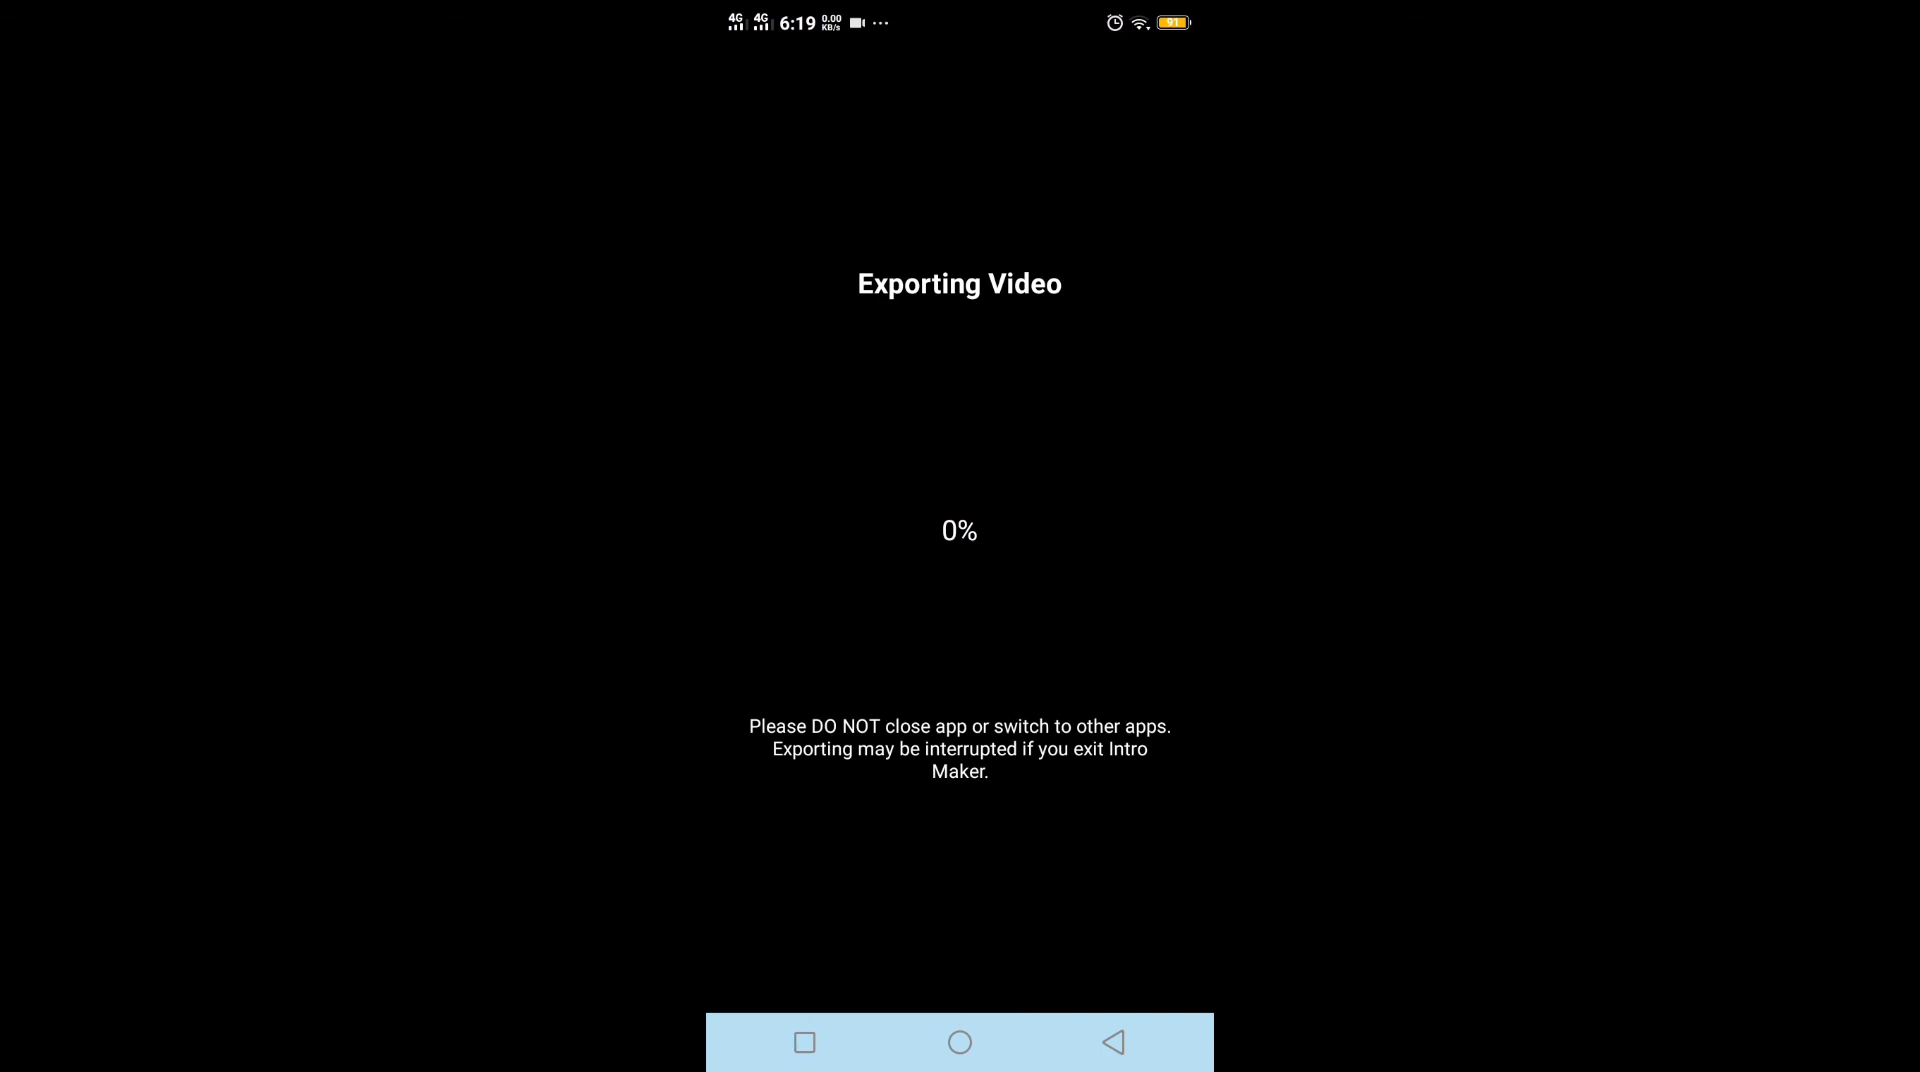 4G 4G 6:19 0.00 KB/s 91
Exporting Video
0%
Please DO NOT close app or switch to other apps.
Exporting may be interrupted if you exit Intro
Maker.